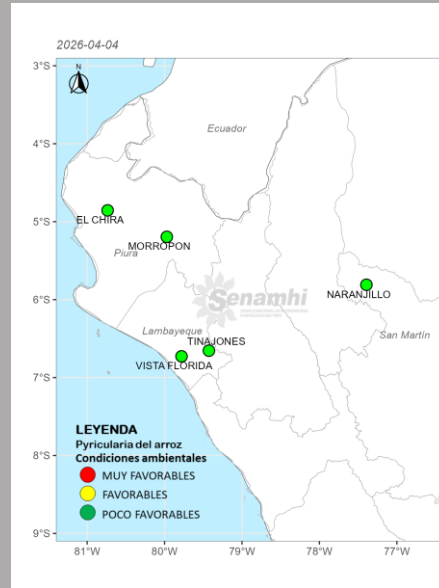 2026-04-04
3°S
N
4°S
Ecuador
5°S
EL CHIRA
MORROPON
Piura
6°S
Senamhi
NARANJILLO
Lambayeque
San Martín
TINAJONES
VISTA FLORIDA
7°S
LEYENDA
Pyricularia del arroz
Condiciones ambientales
8°S
MUY FAVORABLES
FAVORABLES
POCO FAVORABLES
9°S
81°W
80°W
79°W
78°W
77°W